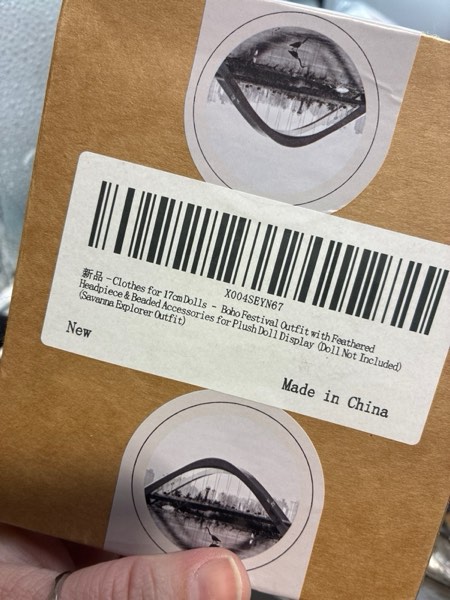 X004SEYN67
新品 - Clothes for 17cm Dolls - Boho Festival Outfit with Feathered
Headpiece & Beaded Accessories for Plush Doll Display (Doll Not Included)
(Savanna Explorer Outfit)
New
Made in China